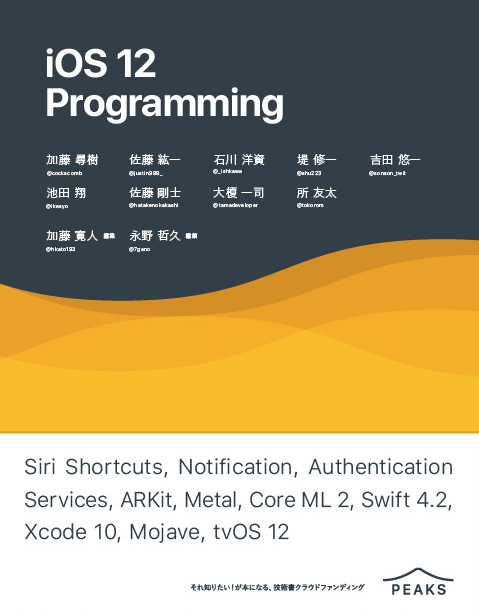 iOS 12
Programming
加藤 尋樹 佐藤 紘一 石川 洋資 堤 修一 吉田 悠一
@cockscomb @justin999_ @_ishkawa @shu223 @sonson_twit
池田 翔 佐藤 剛士 大榎 一司 所 友太
@ikesyo @hatakenokakashi @tamadeveloper @tokorom
加藤 寛人 編集 永野 哲久 編集
@hkato193 @7gano
Siri Shortcuts, Notification, Authentication
Services, ARKit, Metal, Core ML 2, Swift 4.2,
Xcode 10, Mojave, tvOS 12
それ知りたい!が本になる、技術書クラウドファンディング
PEAKS